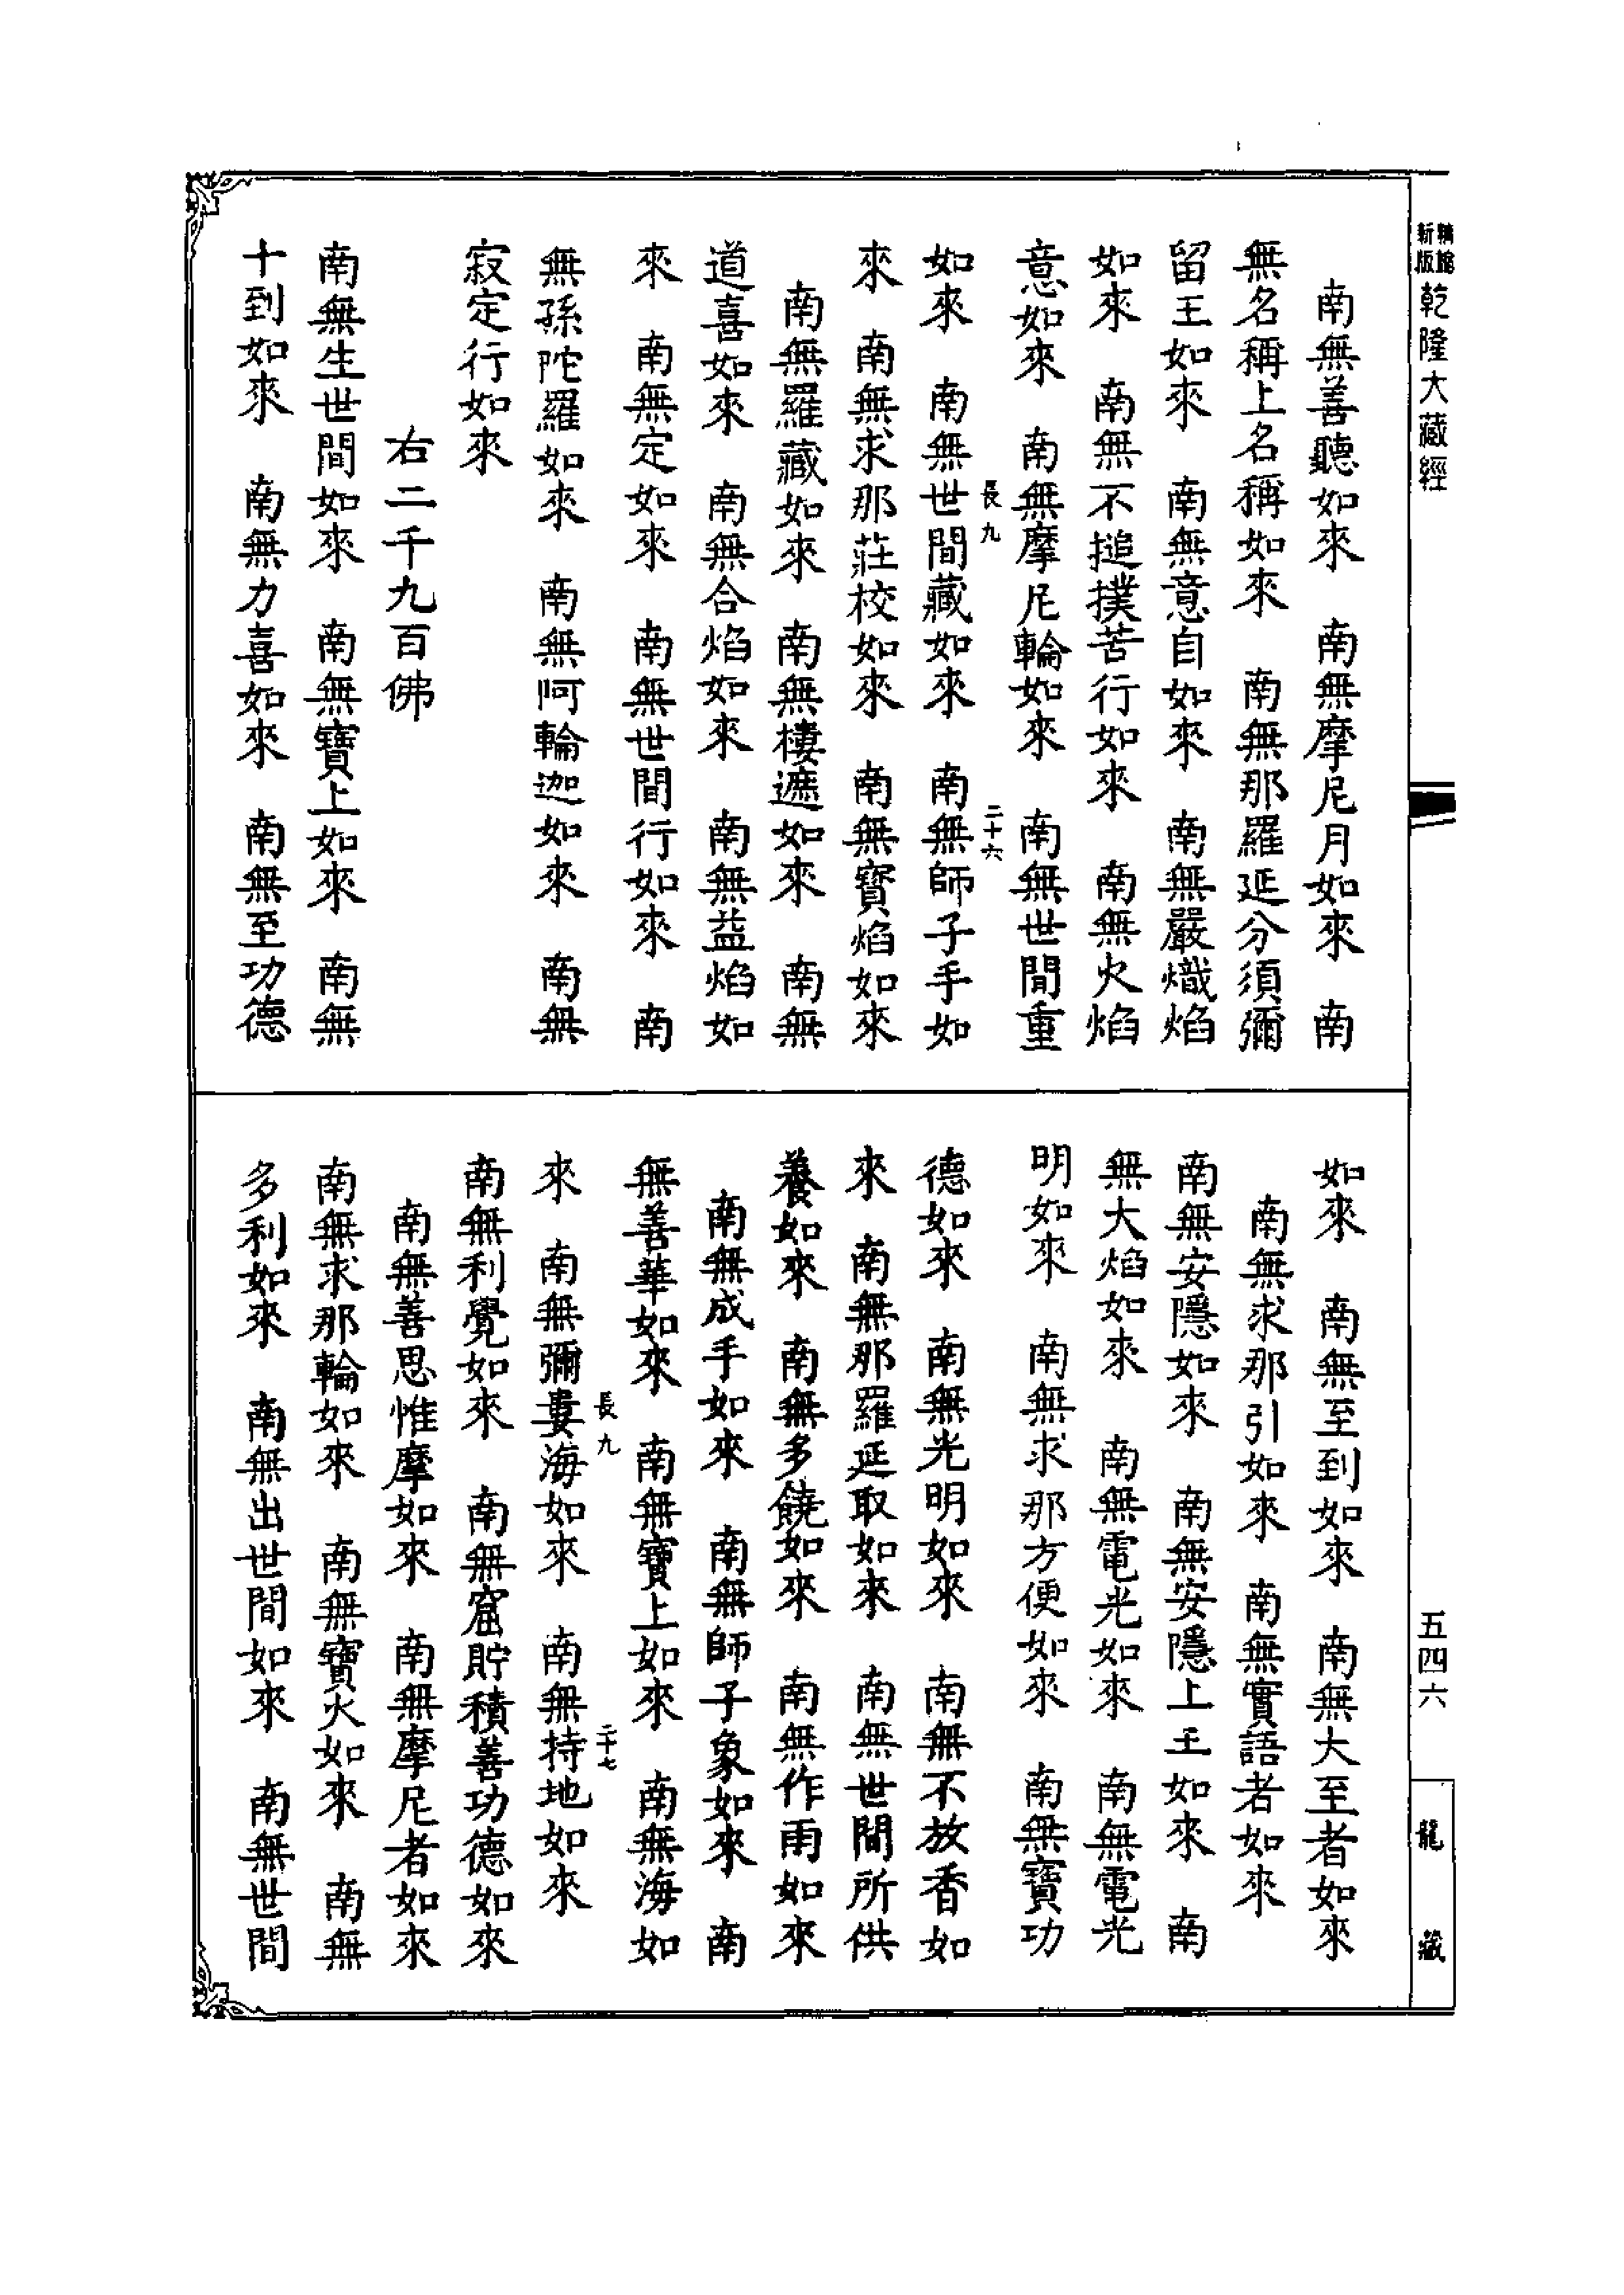 新版
精縮
乾隆大藏經
南無善聽如來　南無摩尼月如來　南
無名稱上名稱如來　南無那羅延分須彌
留王如來　南無意自如來　南無嚴熾焰
如來　南無不搥撲苦行如來　南無火焰
意如來　南無摩尼輪如來　南無世間重
長九　二十六
如來　南無世間藏如來　南無師子手如
來　南無求那莊校如來　南無寶焰如來
南無羅藏如來　南無樓遮如來　南無
道喜如來　南無合焰如來　南無益焰如
來　南無定如來　南無世間行如來　南
無孫陀羅如來　南無阿輪迦如來　南無
寂定行如來
右二千九百佛
南無生世間如來　南無寶上如來　南無
十到如來　南無力喜如來　南無至功德
如來　南無至到如來　南無大至者如來
南無求那引如來　南無實語者如來
南無安隱如來　南無安隱上王如來　南
無大焰如來　南無電光如來　南無電光
明如來　南無求那方便如來　南無寶功
德如來　南無光明如來　南無不放香如
來　南無那羅延取如來　南無世間所供
養如來　南無多饒如來　南無作雨如來
南無成手如來　南無師子象如來　南
無善華如來　南無寶上如來　南無海如
長九　二十七
來　南無彌婁海如來　南無持地如來
南無利覺如來　南無窟貯積善功德如來
南無善思惟摩如來　南無摩尼者如來
南無求那輪如來　南無寶火如來　南無
多利如來　南無出世間如來　南無世間
五四六
龍藏